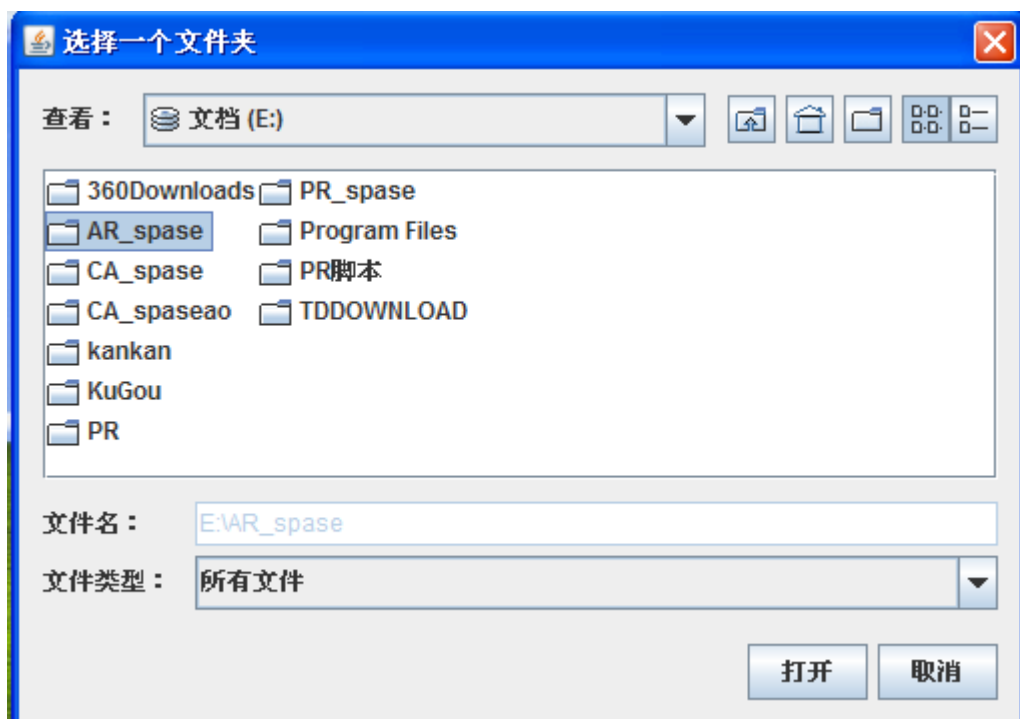 选择一个文件夹
查看： 文档 (E:)
360Downloads PR_spase
AR_spase Program Files
CA_spase PR脚本
CA_spaseao TDDOWNLOAD
kankan
KuGou
PR
文件名： E:\AR_spase
文件类型： 所有文件
打开 取消